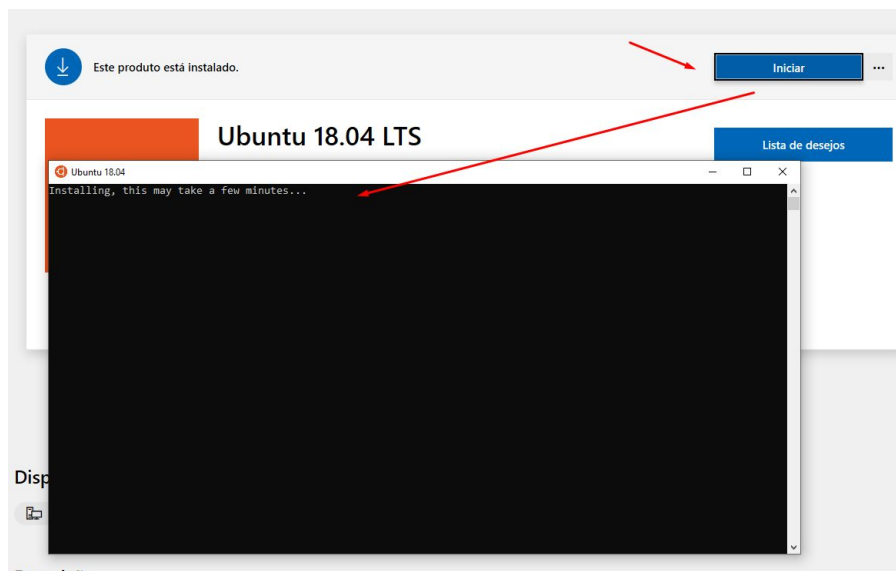 Este produto está instalado.
Iniciar
Ubuntu 18.04 LTS
Lista de desejos
Ubuntu 18.04
Installing, this may take a few minutes...
Disp